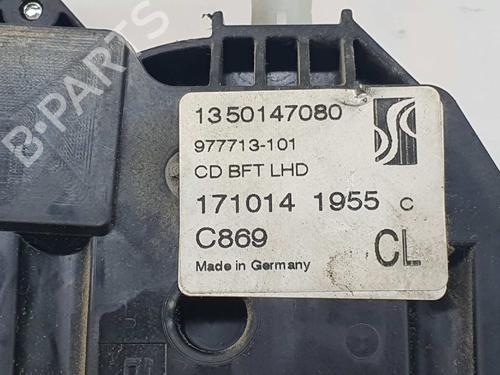 1350147080
977713-101
CD BFT LHD
171014 1955 C
C869
CL
Made in Germany
B-PARTS